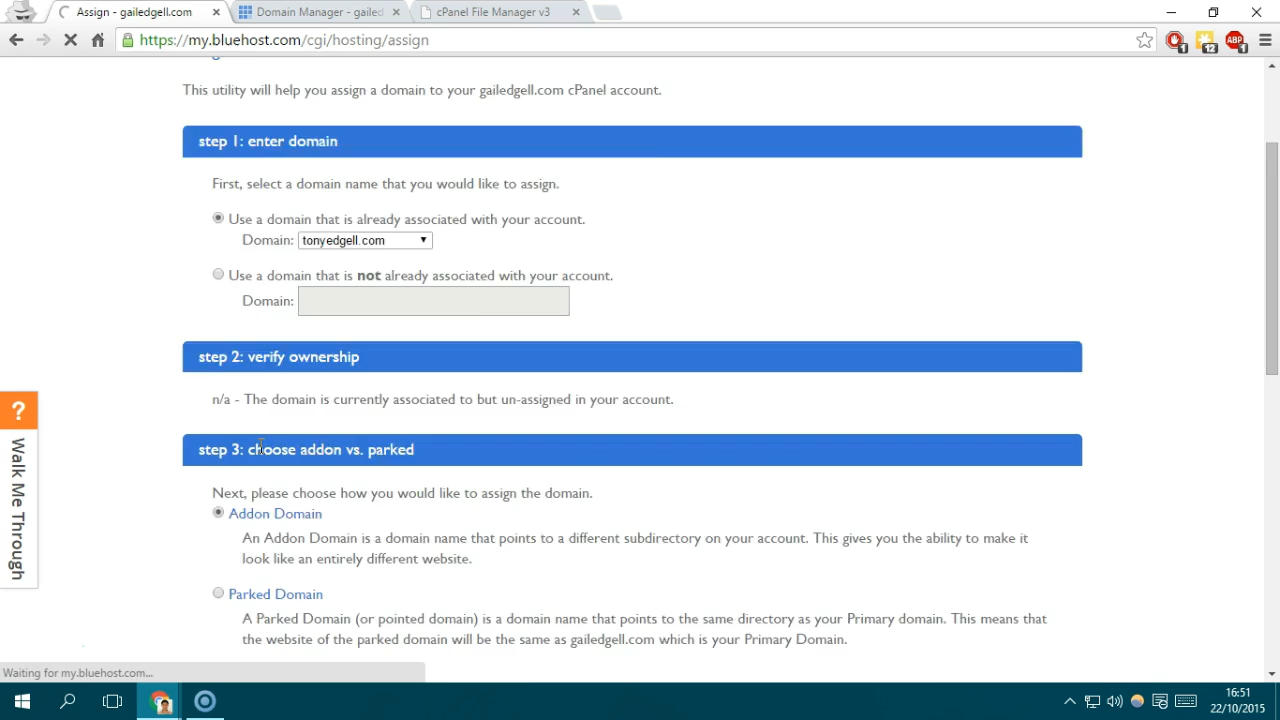 Assign - gailedgell.com
Domain Manager - gailed
cPanel File Manager v3
https://my.bluehost.com/cgi/hosting/assign
1
12
ABP
1
This utility will help you assign a domain to your gailedgell.com cPanel account.
step 1: enter domain
First, select a domain name that you would like to assign.
Use a domain that is already associated with your account.
Domain: tonyedgell.com
Use a domain that is not already associated with your account.
Domain:
step 2: verify ownership
n/a - The domain is currently associated to but un-assigned in your account.
?
Walk Me Through
step 3: choose addon vs. parked
Next, please choose how you would like to assign the domain.
Addon Domain
An Addon Domain is a domain name that points to a different subdirectory on your account. This gives you the ability to make it
look like an entirely different website.
Parked Domain
A Parked Domain (or pointed domain) is a domain name that points to the same directory as your Primary domain. This means that
the website of the parked domain will be the same as gailedgell.com which is your Primary Domain.
Waiting for my.bluehost.com...
16:51
22/10/2015